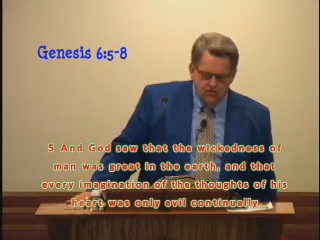 Genesis 6:5-8
5 And God saw that the wickedness of
man was great in the earth, and that
every imagination of the thoughts of his
heart was only evil continually.